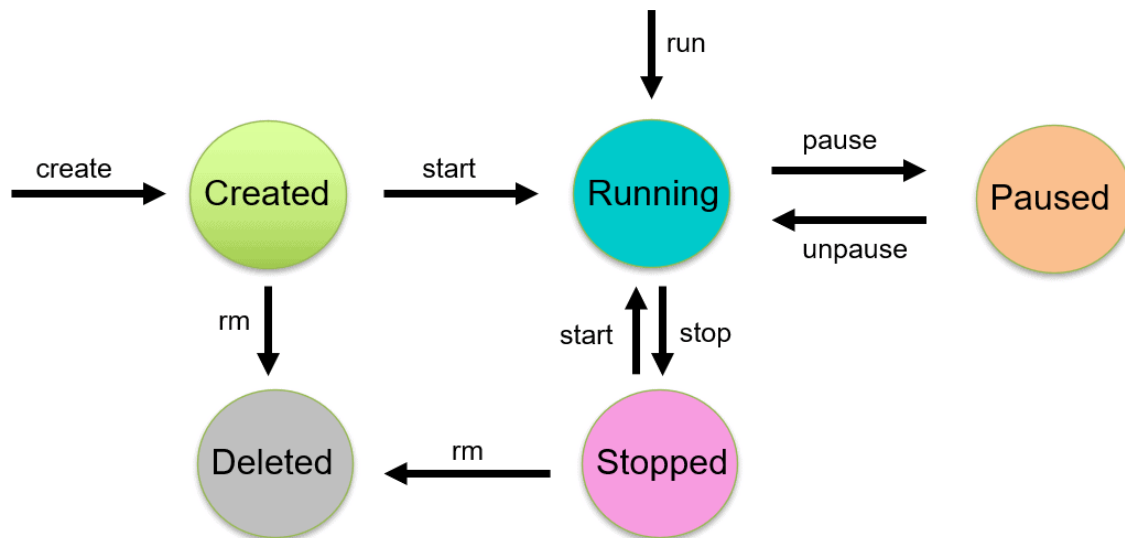 run
create
Created
start
Running
pause
unpause
Paused
rm
start
stop
Deleted
rm
Stopped